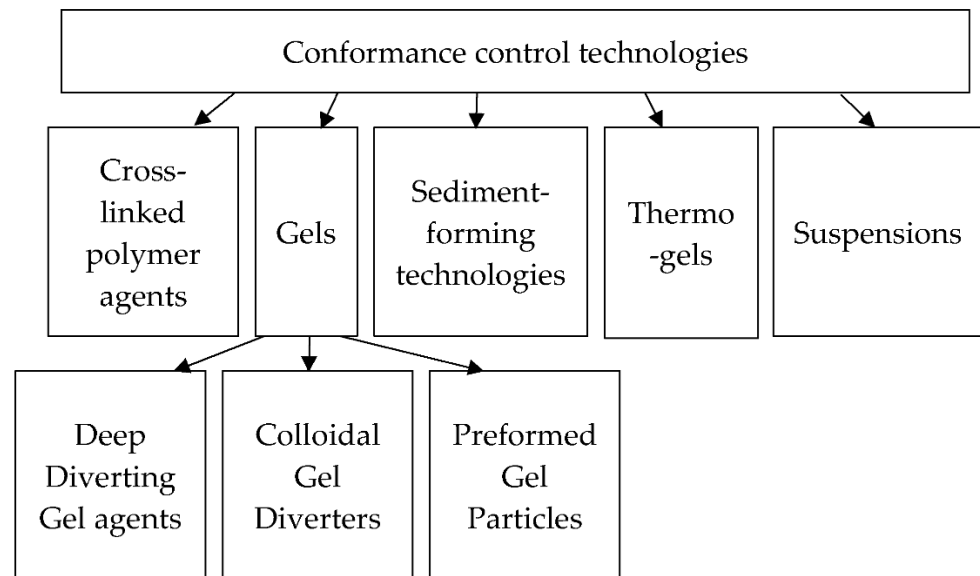 Conformance control technologies
Cross-
linked
polymer
agents
Gels
Sediment-
forming
technologies
Thermo
-gels
Suspensions
Deep
Diverting
Gel agents
Colloidal
Gel
Diverters
Preformed
Gel
Particles